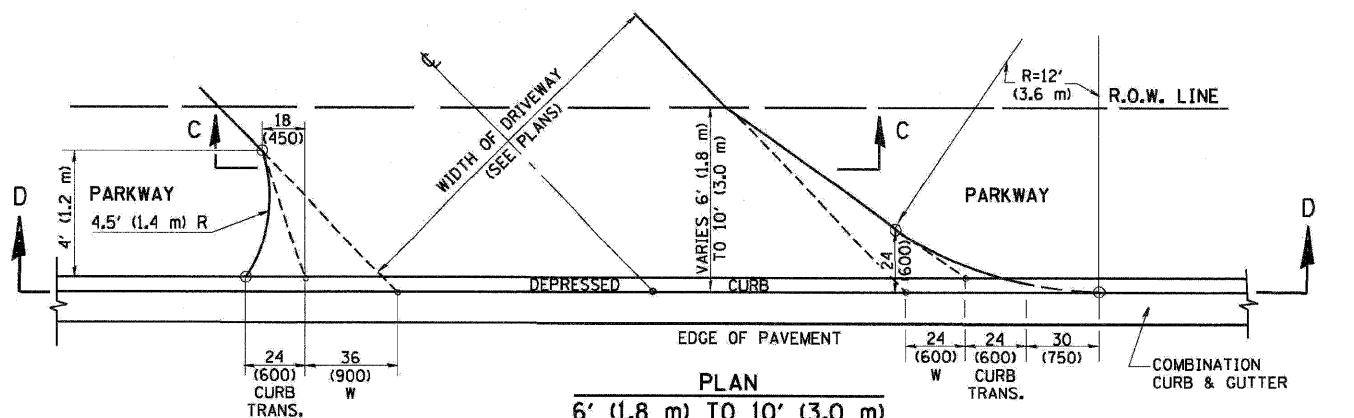 ℄
WIDTH OF DRIVEWAY
(SEE PLANS)
R=12'
(3.6 m)
R.O.W. LINE
C
18
(450)
C
PARKWAY
4' (1.2 m)
4.5' (1.4 m) R
VARIES 6' (1.8 m)
TO 10' (3.0 m)
PARKWAY
24
(600)
D
D
DEPRESSED CURB
EDGE OF PAVEMENT
24
(600)
CURB
TRANS.
36
(900)
W
24
(600)
W
24
(600)
CURB
TRANS.
30
(750)
COMBINATION
CURB & GUTTER
PLAN
6' (1.8 m) TO 10' (3.0 m)